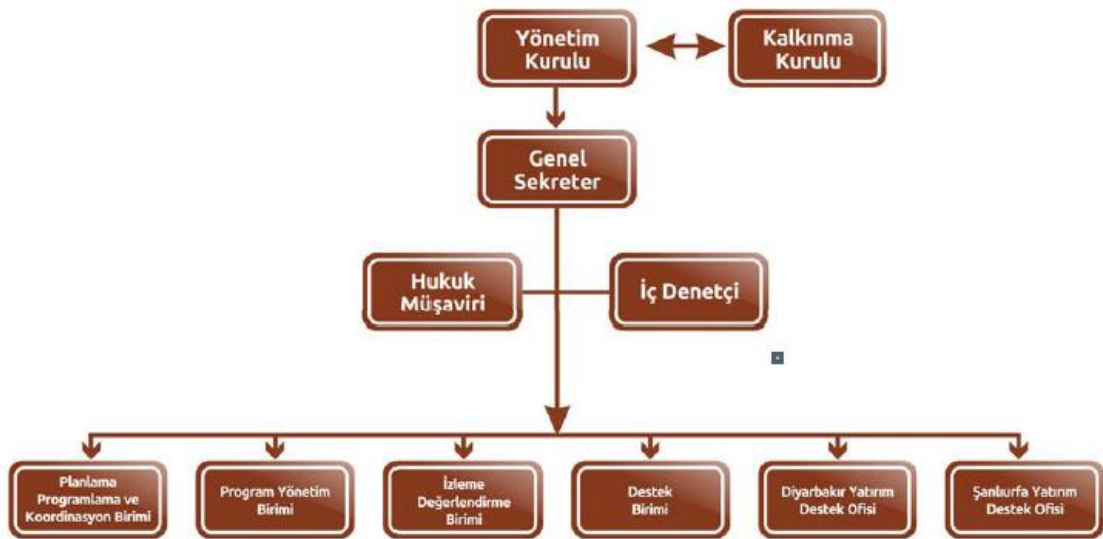 Yönetim
Kurulu
Kalkınma
Kurulu
Genel
Sekreter
Hukuk
Müşaviri
İç Denetçi
Planlama
Programlama ve
Koordinasyon Birimi
Program Yönetim
Birimi
İzleme
Değerlendirme
Birimi
Destek
Birimi
Diyarbakır Yatırım
Destek Ofisi
Şanlıurfa Yatırım
Destek Ofisi